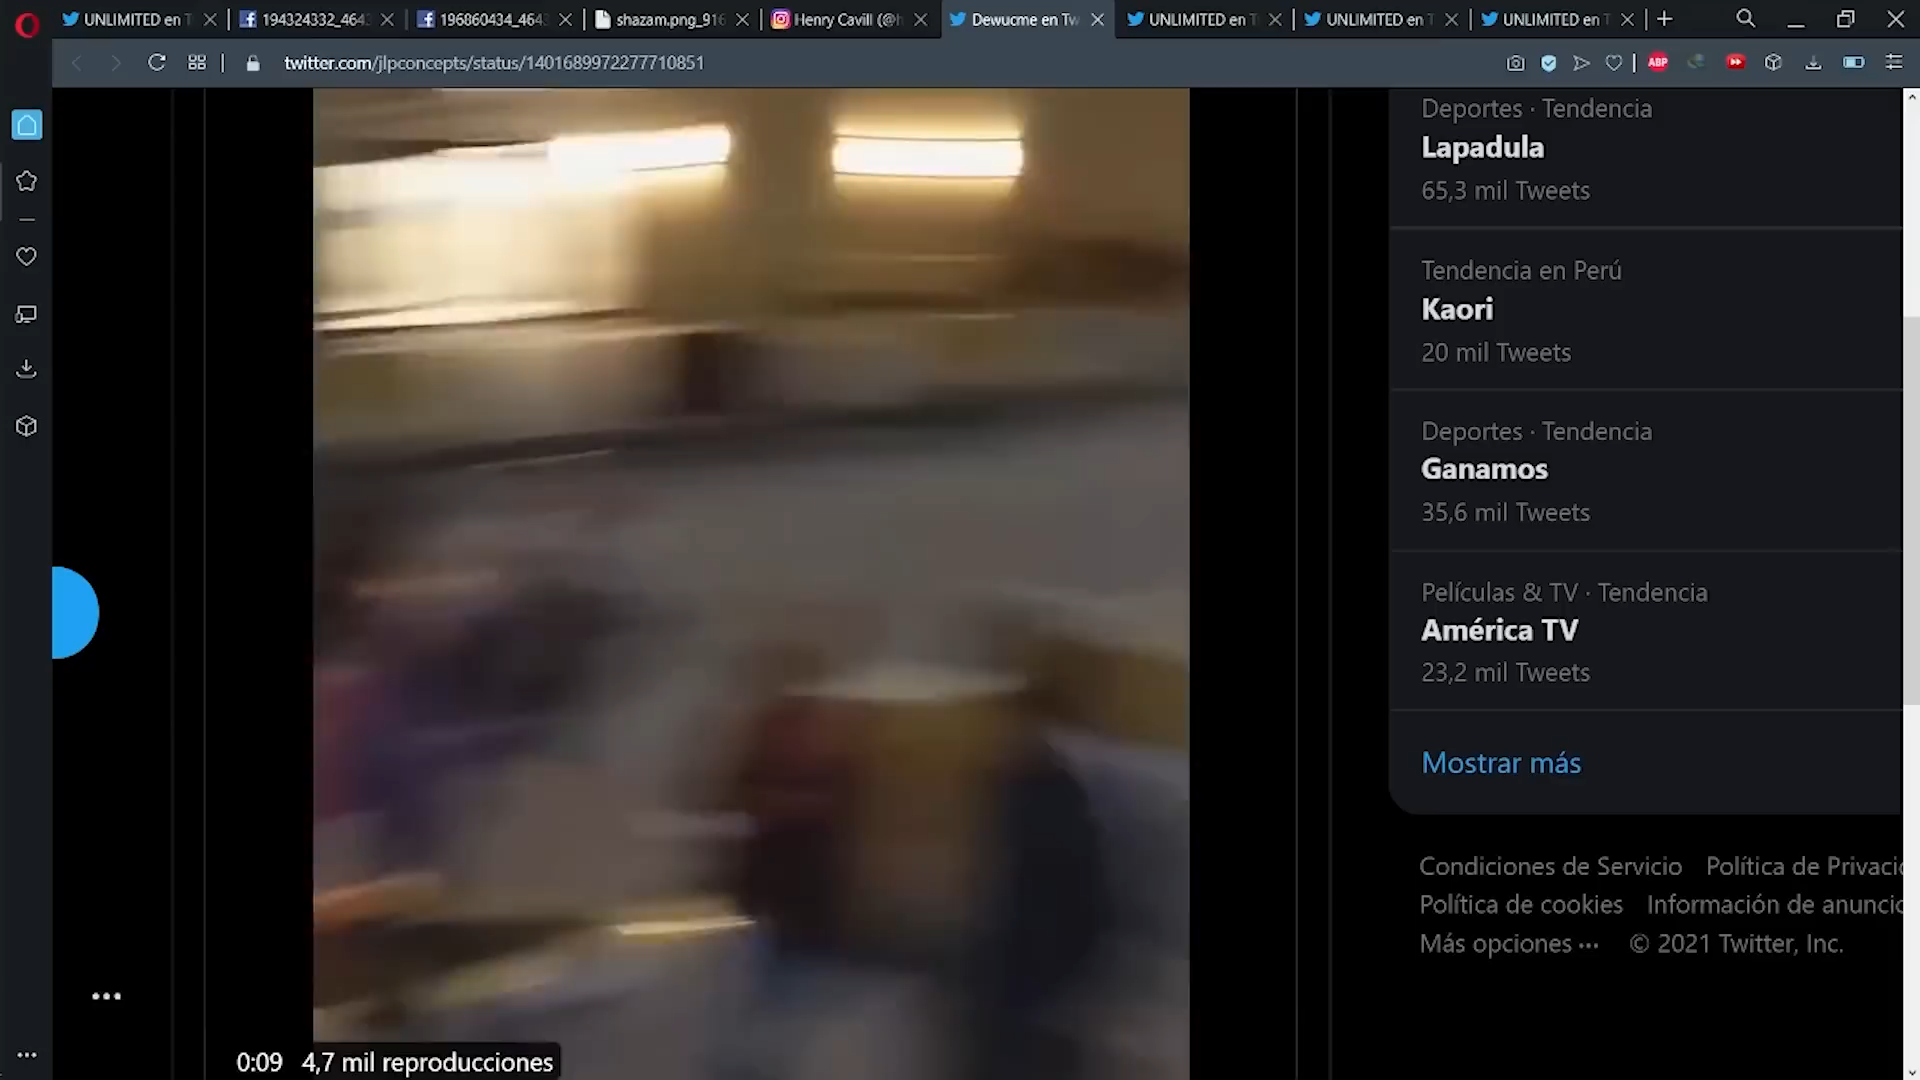 UNLIMITED en T
194324332_464
196860434_464
shazam.png_916
Henry Cavill (@h
Dewucme en Tw
UNLIMITED en T
UNLIMITED en T
UNLIMITED en T
twitter.com/jlpconcepts/status/1401689972277710851
ABP
Deportes · Tendencia
Lapadula
65,3 mil Tweets
Tendencia en Perú
Kaori
20 mil Tweets
Deportes · Tendencia
Ganamos
35,6 mil Tweets
Películas & TV · Tendencia
América TV
23,2 mil Tweets
Mostrar más
Condiciones de Servicio Política de Privaci
Política de cookies Información de anuncio
Más opciones ··· © 2021 Twitter, Inc.
0:09 4,7 mil reproducciones